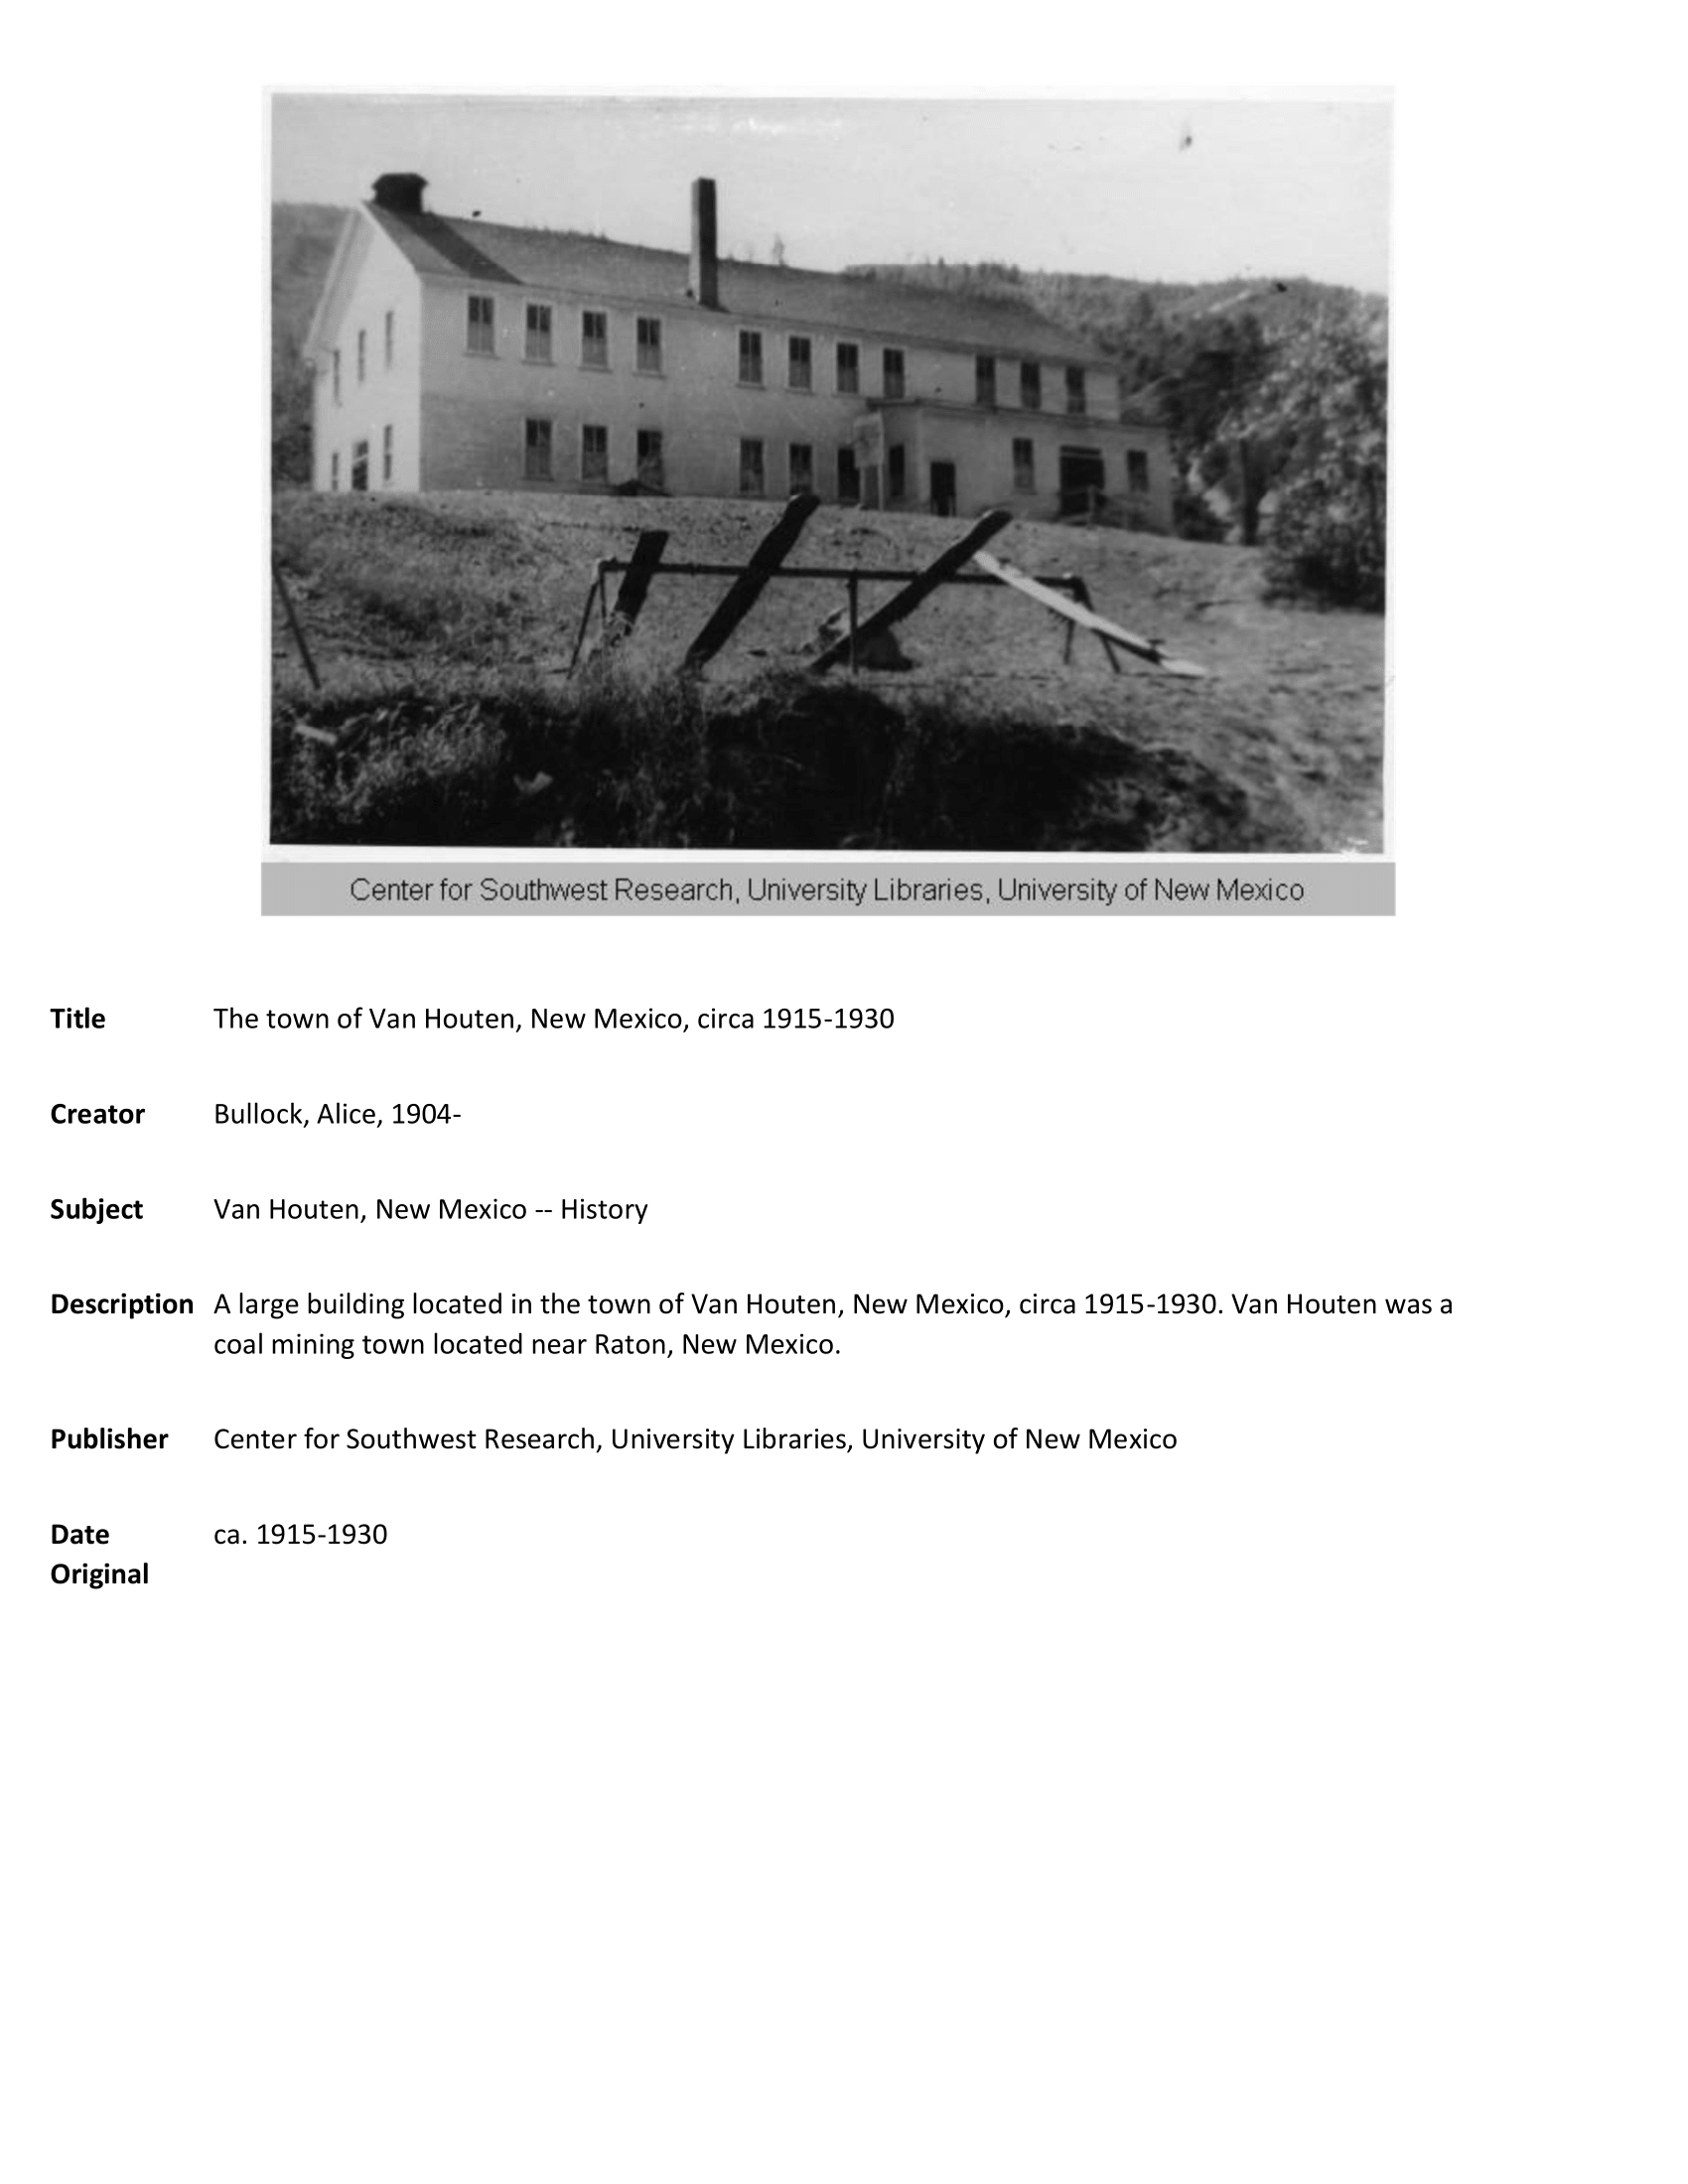 Center for Southwest Research, University Libraries, University of New Mexico
Title The town of Van Houten, New Mexico, circa 1915-1930
Creator Bullock, Alice, 1904-
Subject Van Houten, New Mexico -- History
Description A large building located in the town of Van Houten, New Mexico, circa 1915-1930. Van Houten was a
coal mining town located near Raton, New Mexico.
Publisher Center for Southwest Research, University Libraries, University of New Mexico
Date ca. 1915-1930
Original